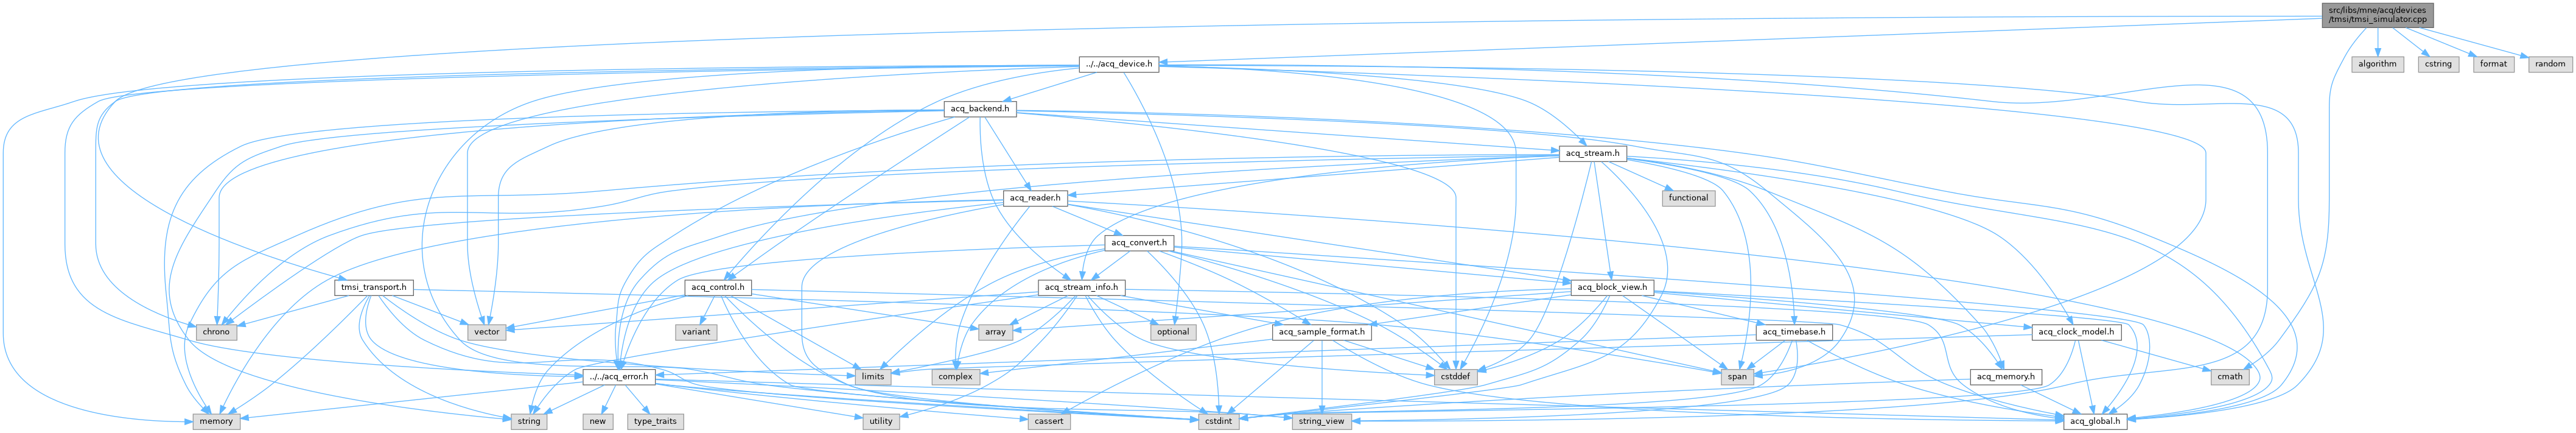 src/libs/mne/acq/devices
/tmsi/tmsi_simulator.cpp
../../acq_device.h
algorithm
cstring
format
random
acq_backend.h
acq_stream.h
acq_reader.h
functional
acq_convert.h
tmsi_transport.h
acq_control.h
acq_stream_info.h
acq_block_view.h
chrono
vector
variant
array
acq_sample_format.h
optional
acq_timebase.h
acq_clock_model.h
../../acq_error.h
limits
complex
cstddef
span
acq_memory.h
cmath
memory
string
new
type_traits
utility
cassert
cstdint
string_view
acq_global.h